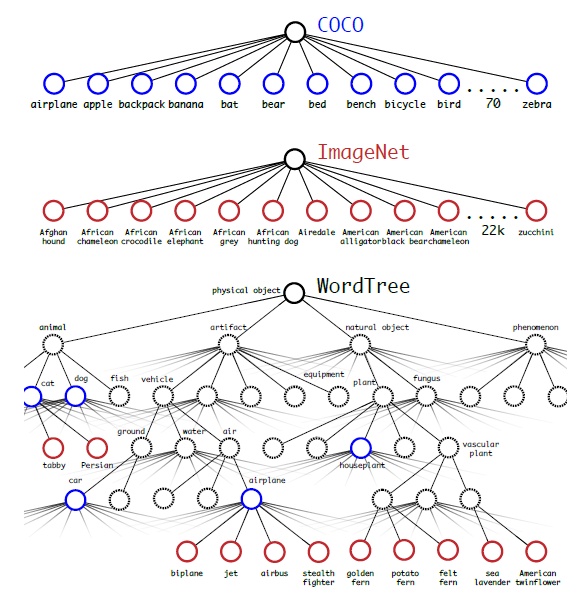 COCO
airplane apple backpack banana bat bear bed bench bicycle bird 70 zebra
ImageNet
Afghan hound
African chameleon
African crocodile
African elephant
African grey
African hunting dog
Airedale
American alligator
American black bear
American chameleon
22k
zucchini
WordTree
physical object
animal artifact natural object phenomenon
cat dog fish vehicle equipment plant fungus
ground water air
tabby Persian houseplant vascular plant
car airplane
biplane jet airbus
stealth fighter
golden fern
potato fern
felt fern
sea lavender
American twinflower